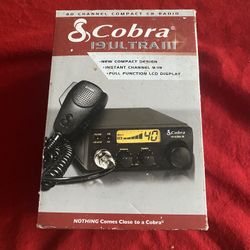 40 CHANNEL COMPACT CB RADIO
Cobra
19 ULTRA III
NEW COMPACT DESIGN
INSTANT CHANNEL 9/19
FULL FUNCTION LCD DISPLAY
40
Cobra
NOTHING Comes Close to a Cobra